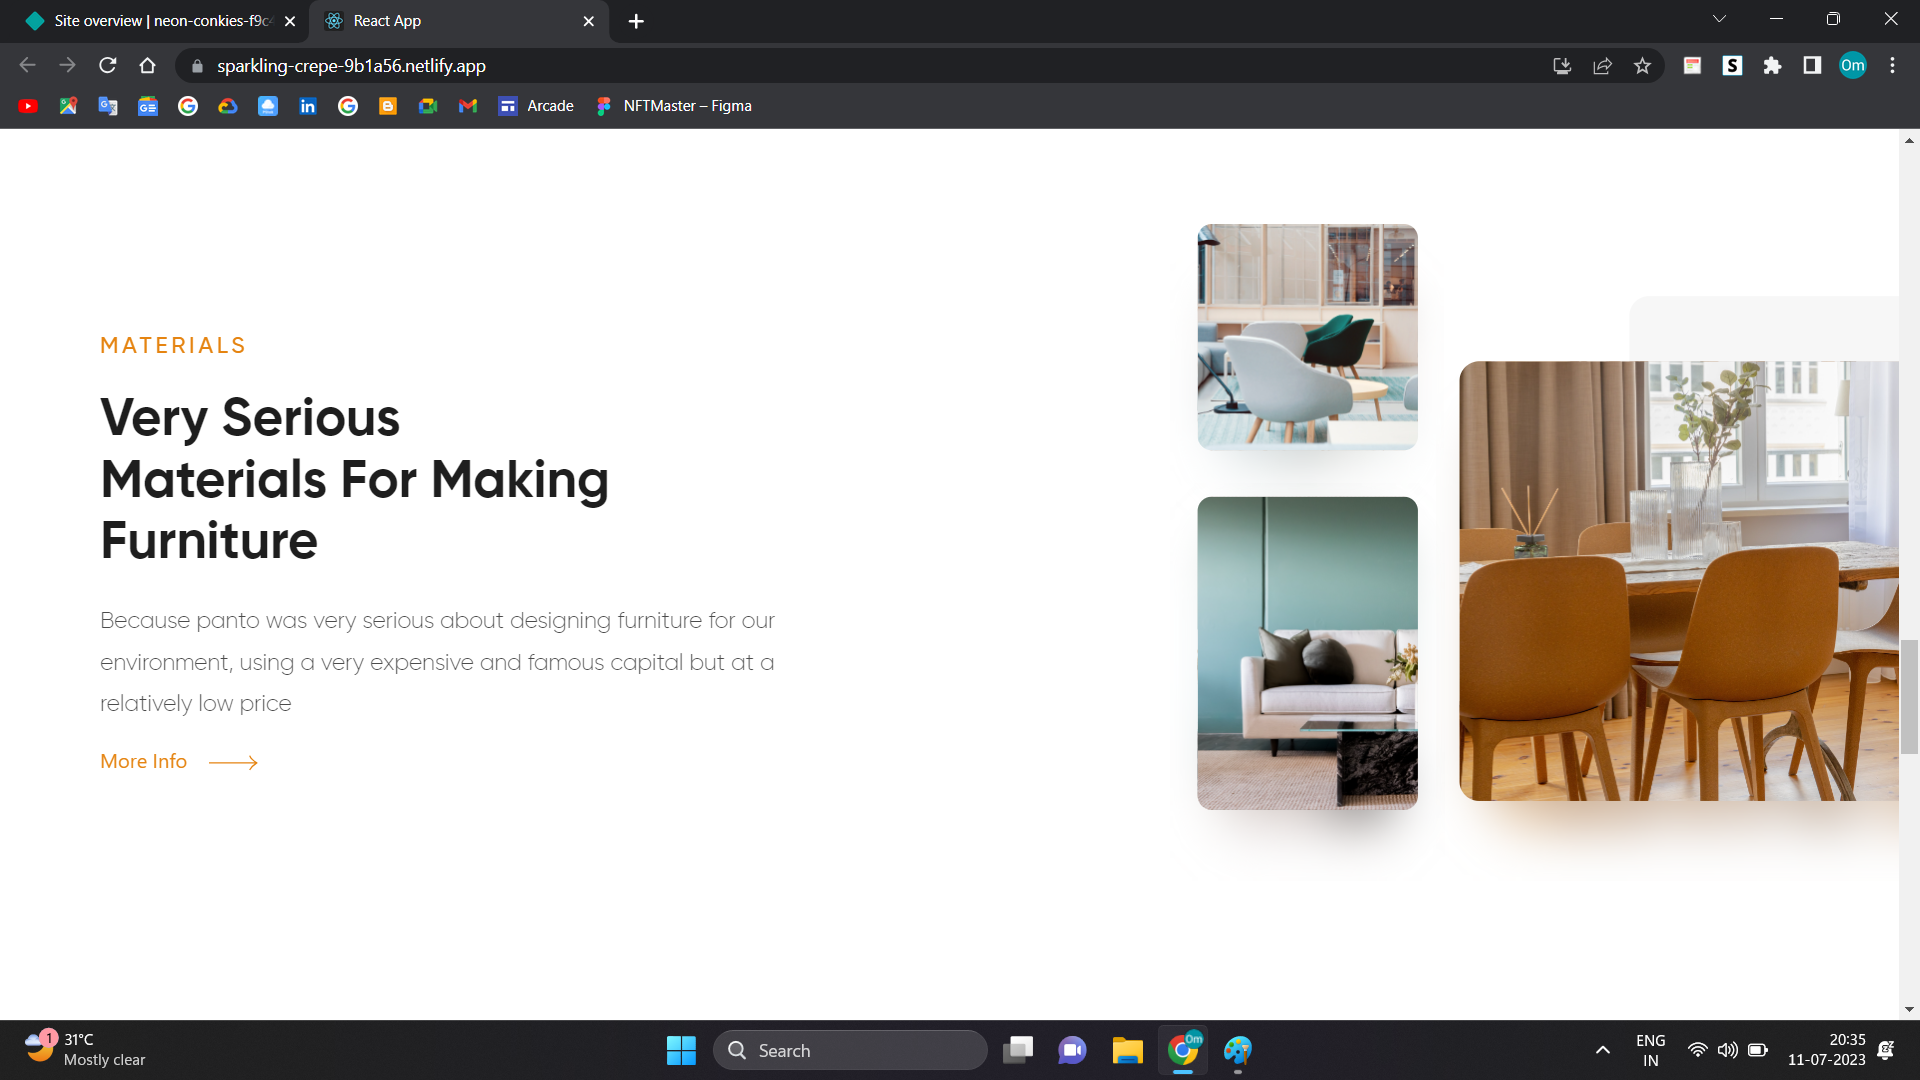 Site overview | neon-conkies-f9c
React App
sparkling-crepe-9b1a56.netlify.app
S
Om
Arcade
NFTMaster – Figma
MATERIALS
Very Serious
Materials For Making
Furniture
Because panto was very serious about designing furniture for our
environment, using a very expensive and famous capital but at a
relatively low price
More Info
1
31°C
Mostly clear
Search
Om
ENG
IN
20:35
11-07-2023